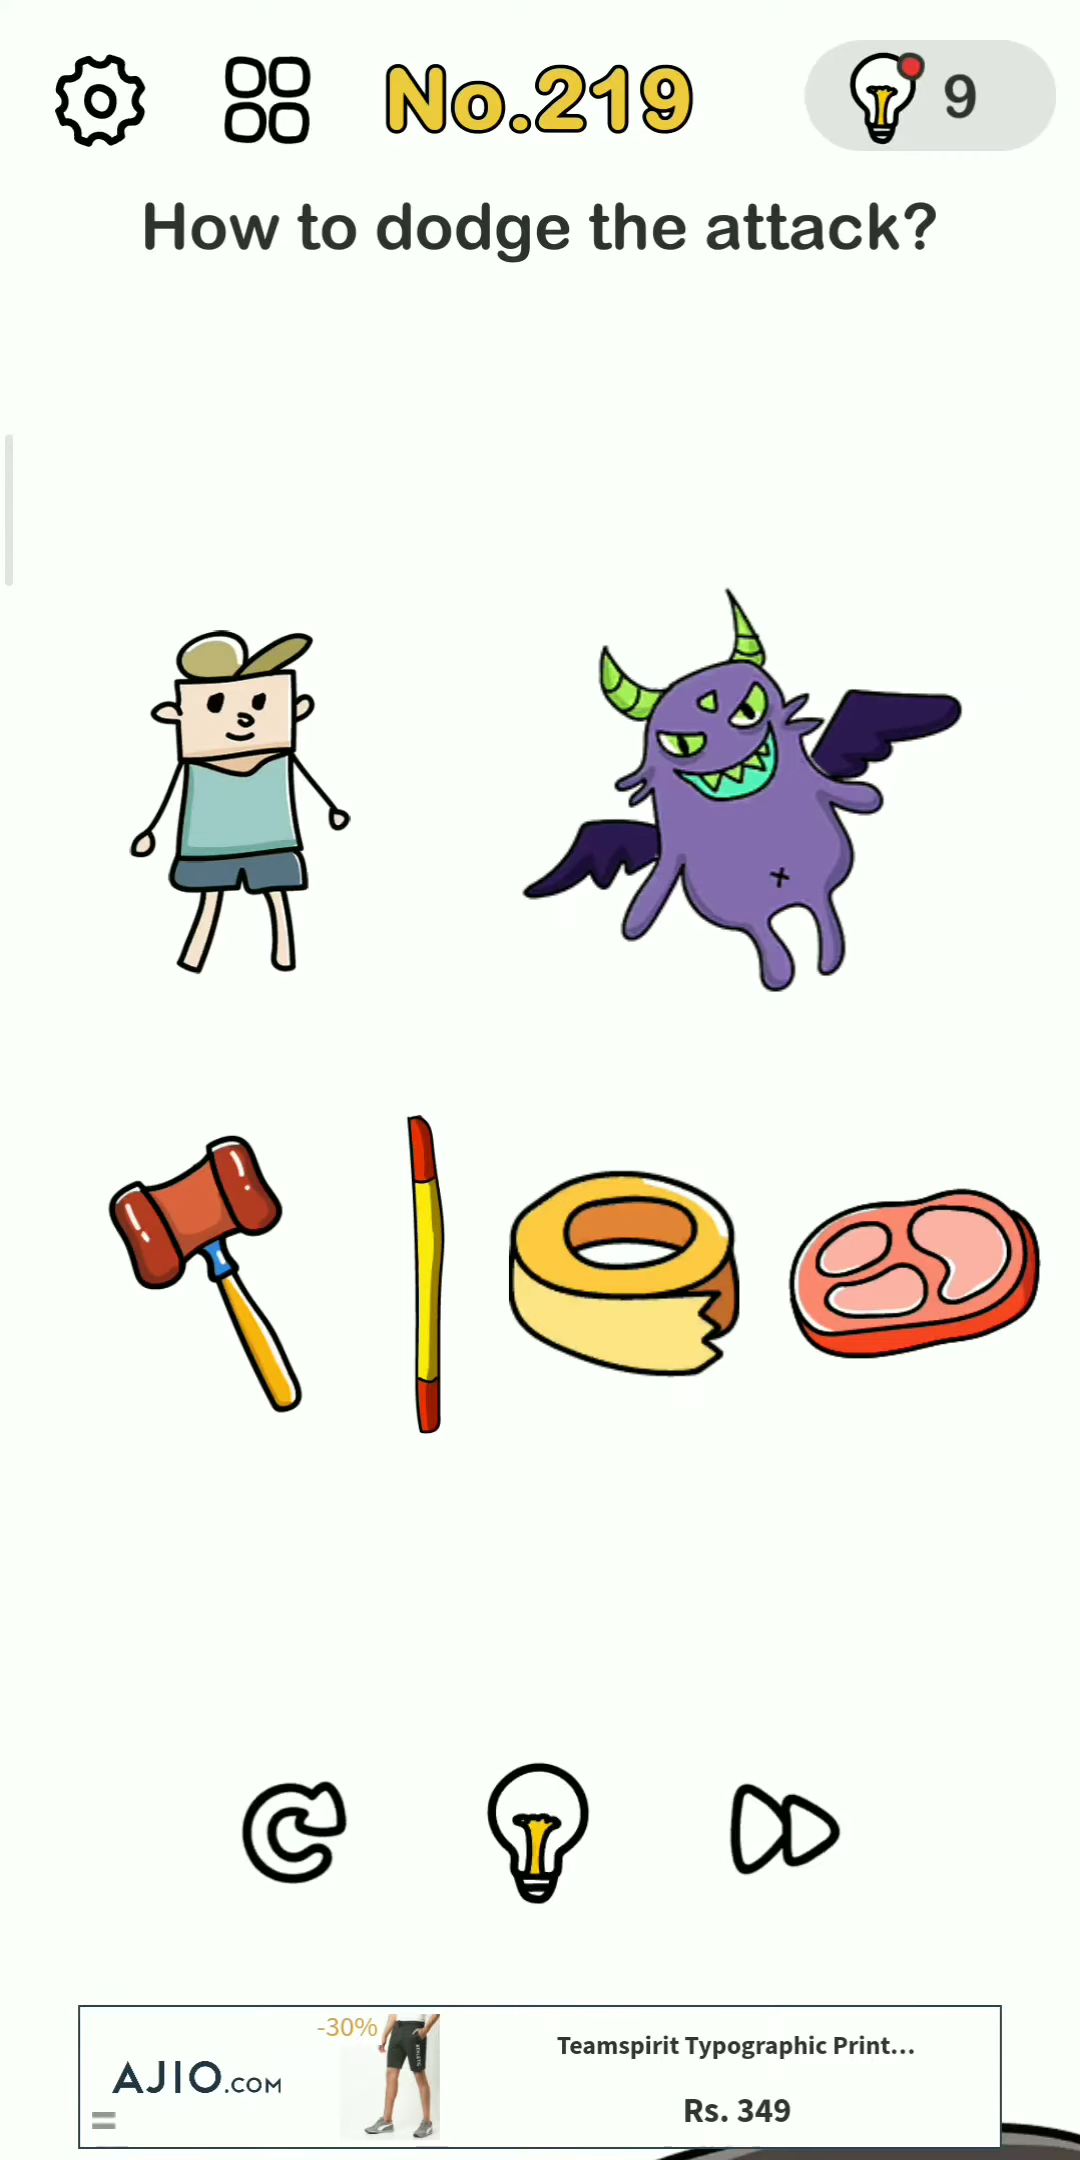 No.219
9
How to dodge the attack?
-30%
AJIO.COM
Teamspirit Typographic Print...
Rs. 349